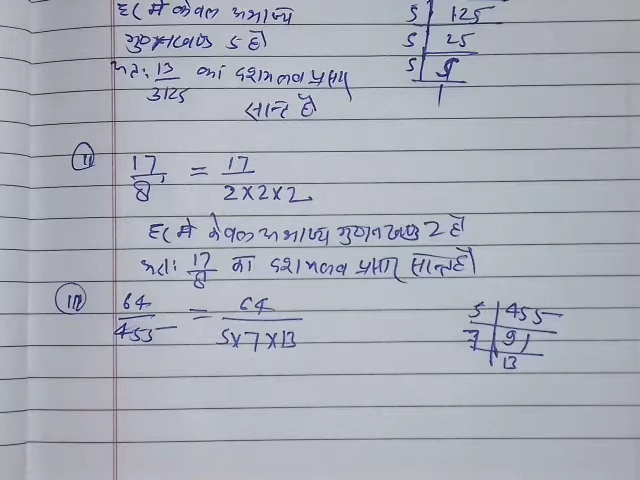 हर में केवल अभाज्य
5 | 125
गुणनखण्ड 5 है।
5 | 25
अतः 13/3125 का दशमलव प्रसार
5 | 5
1
सान्त है
(ii) 17/8 = 17/2×2×2
हर में केवल अभाज्य गुणनखण्ड 2 है
अतः 17/8 का दशमलव प्रसार सान्त है।
(iii) 64/455 = 64/5×7×13
5 | 455
7 | 91
13